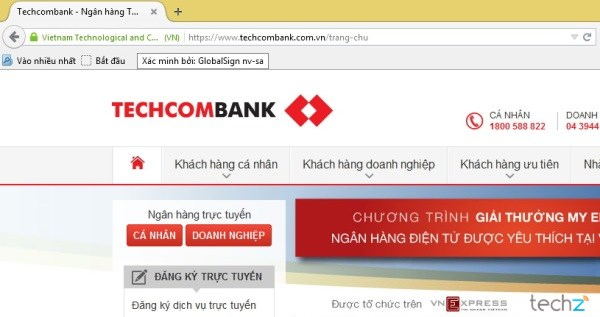 Techcombank - Ngân hàng T...
Vietnam Technological and C... (VN) https://www.techcombank.com.vn/trang-chu
Vào nhiều nhất Bắt đầu Xác minh bởi: GlobalSign nv-sa
TECHCOMBANK
CÁ NHÂN
1800 588 822
DOANH
04 3944
Khách hàng cá nhân Khách hàng doanh nghiệp Khách hàng ưu tiên Nhà
Ngân hàng trực tuyến
CÁ NHÂN DOANH NGHIỆP
CHƯƠNG TRÌNH GIẢI THƯỞNG MY E
NGÂN HÀNG ĐIỆN TỬ ĐƯỢC YÊU THÍCH TẠI V
ĐĂNG KÝ TRỰC TUYẾN
Đăng ký dịch vụ trực tuyến
Được tổ chức trên VNEXPRESS
techz